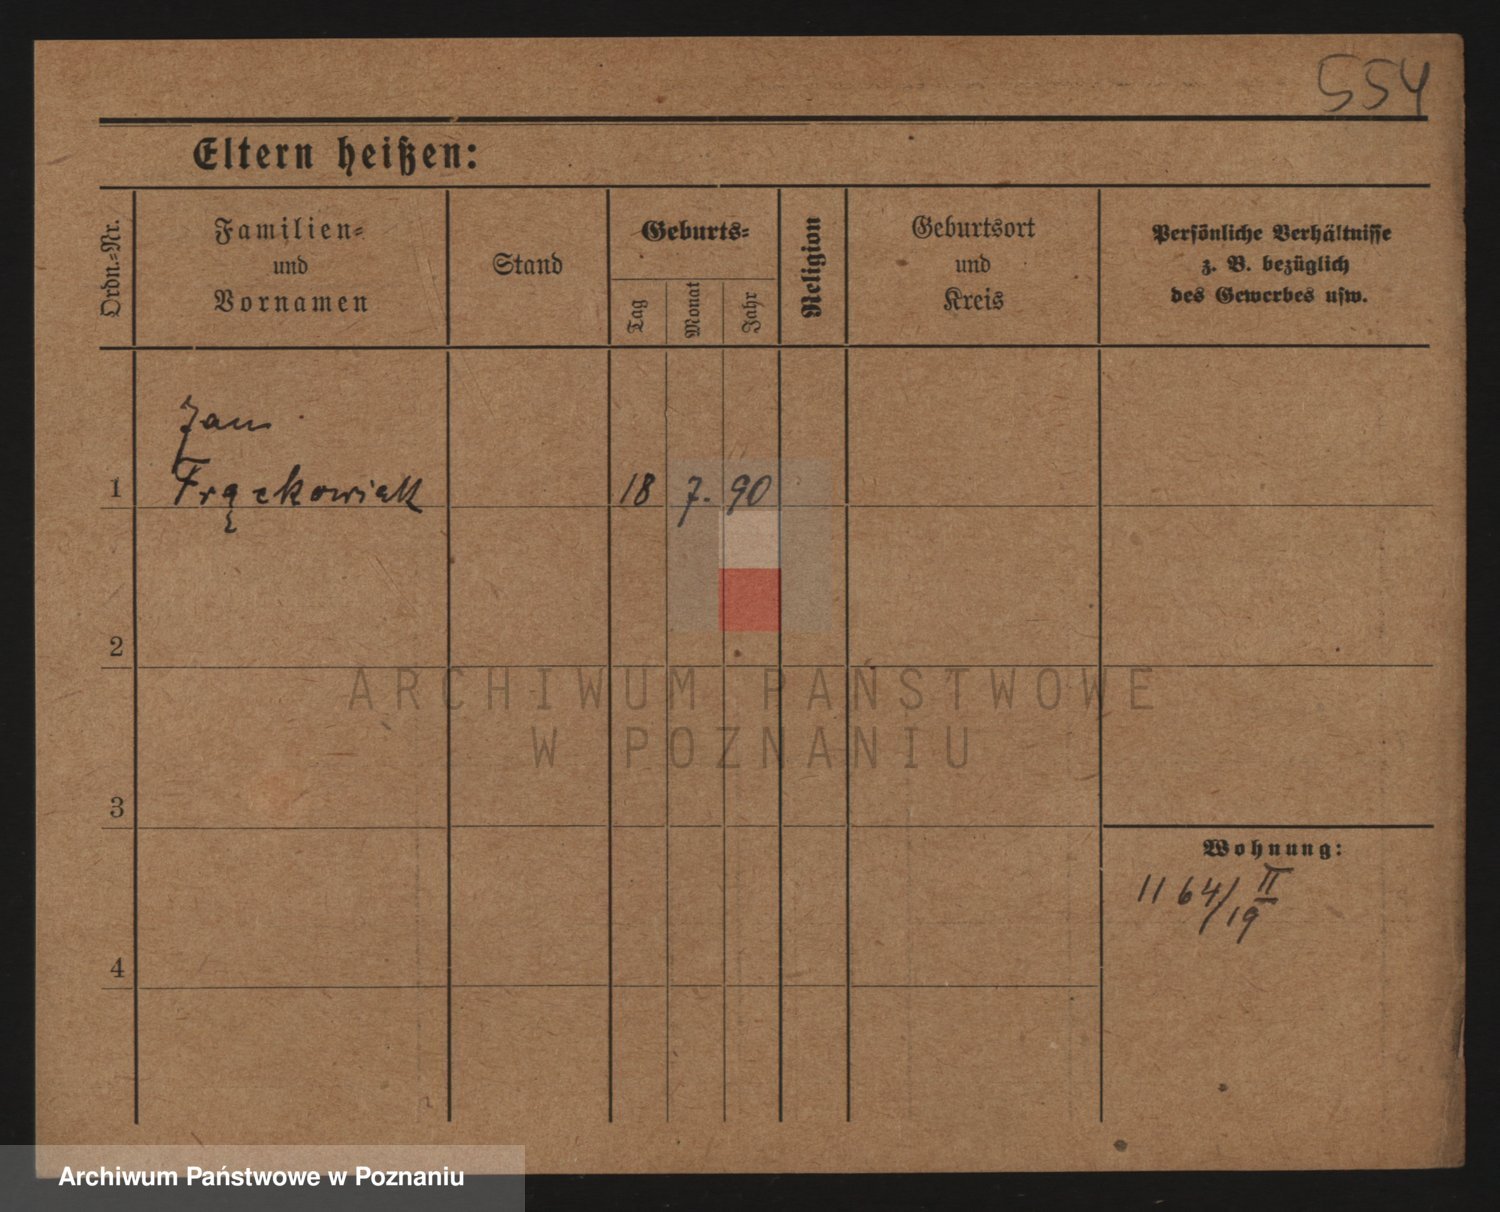 554
Eltern heißen:
Ordn.-Nr.
Familien-
und
Vornamen
Stand
Geburts-
Tag
Monat
Jahr
Religion
Geburtsort
und
Kreis
Persönliche Verhältnisse
z. B. bezüglich
des Gewerbes usw.
Jan
1 Frąckowiak 18 7. 90
2
ARCHIWUM PAŃSTWOWE
W POZNANIU
3
Wohnung:
11 64/19 II
4
Archiwum Państwowe w Poznaniu